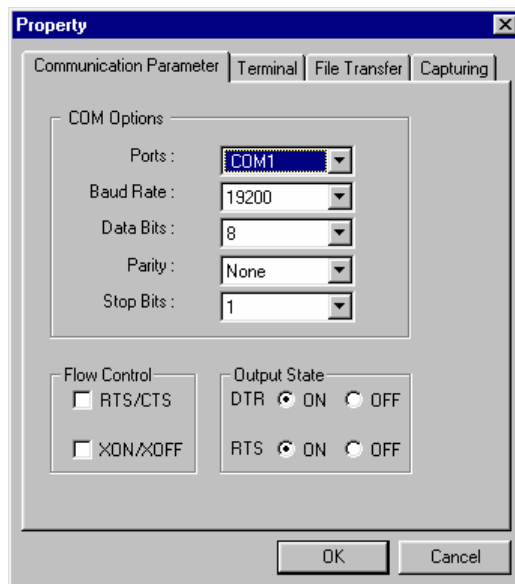 Property
Communication Parameter Terminal File Transfer Capturing
COM Options
Ports : COM1
Baud Rate : 19200
Data Bits : 8
Parity : None
Stop Bits : 1
Flow Control
RTS/CTS
XON/XOFF
Output State
DTR ON OFF
RTS ON OFF
OK Cancel